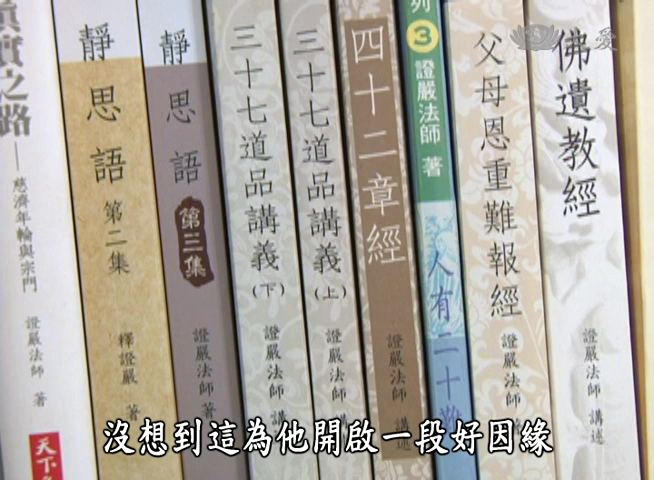 真實之路
慈濟年輪與宗門
證嚴法師 著
天下
靜思語
第二集
釋證嚴 著
靜思語
第三集
證嚴法師 著
三十七道品講義
(下)
證嚴法師 講
三十七道品講義
(上)
證嚴法師 講
四十二章經
證嚴法師 講述
列
3
證嚴法師 著
人有二十難
父母恩重難報經
證嚴法師 講
佛遺教經
證嚴法師 講述
愛
沒想到這為他開啟一段好因緣